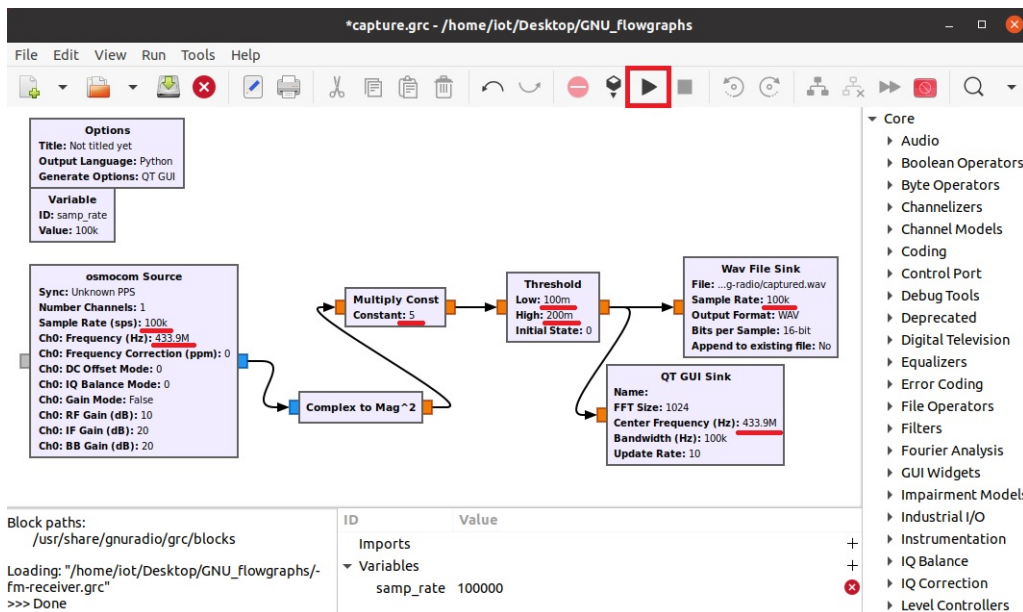 *capture.grc - /home/iot/Desktop/GNU_flowgraphs
File Edit View Run Tools Help
Options
Title: Not titled yet
Output Language: Python
Generate Options: QT GUI
Variable
ID: samp_rate
Value: 100k
osmocom Source
Sync: Unknown PPS
Number Channels: 1
Sample Rate (sps): 100k
Ch0: Frequency (Hz): 433.9M
Ch0: Frequency Correction (ppm): 0
Ch0: DC Offset Mode: 0
Ch0: IQ Balance Mode: 0
Ch0: Gain Mode: False
Ch0: RF Gain (dB): 10
Ch0: IF Gain (dB): 20
Ch0: BB Gain (dB): 20
Complex to Mag^2
Multiply Const
Constant: 5
Threshold
Low: 100m
High: 200m
Initial State: 0
Wav File Sink
File: ...g-radio/captured.wav
Sample Rate: 100k
Output Format: WAV
Bits per Sample: 16-bit
Append to existing file: No
QT GUI Sink
Name:
FFT Size: 1024
Center Frequency (Hz): 433.9M
Bandwidth (Hz): 100k
Update Rate: 10
Core
Audio
Boolean Operators
Byte Operators
Channelizers
Channel Models
Coding
Control Port
Debug Tools
Deprecated
Digital Television
Equalizers
Error Coding
File Operators
Filters
Fourier Analysis
GUI Widgets
Impairment Models
Industrial I/O
Instrumentation
IQ Balance
IQ Correction
Level Controllers
Block paths:
/usr/share/gnuradio/grc/blocks
Loading: "/home/iot/Desktop/GNU_flowgraphs/-
fm-receiver.grc"
>>> Done
ID Value
Imports
Variables
samp_rate 100000